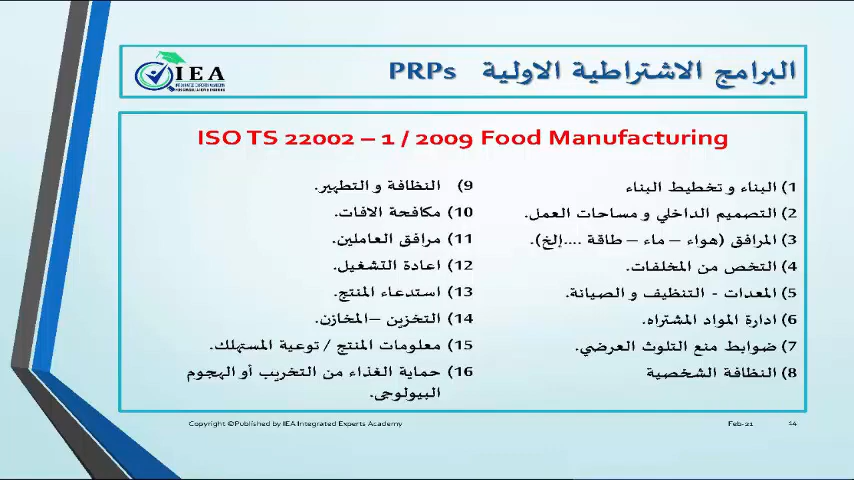 البرامج الاشتراطية الاولية PRPs
IEA
ISO TS 22002 – 1 / 2009 Food Manufacturing
1) البناء و تخطيط البناء
2) التصميم الداخلي و مساحات العمل.
3) المرافق (هواء – ماء – طاقة ....إلخ).
4) التخص من المخلفات.
5) المعدات - التنظيف و الصيانة.
6) ادارة المواد المشتراه.
7) ضوابط منع التلوث العرضي.
8) النظافة الشخصية
9) النظافة و التطهير.
10) مكافحة الافات.
11) مرافق العاملين.
12) اعادة التشغيل.
13) استدعاء المنتج.
14) التخزين –المخازن.
15) معلومات المنتج / توعية المستهلك.
16) حماية الغذاء من التخريب أو الهجوم
البيولوجى.
Copyright ©Published by IEA Integrated Experts Academy
Feb-21
14